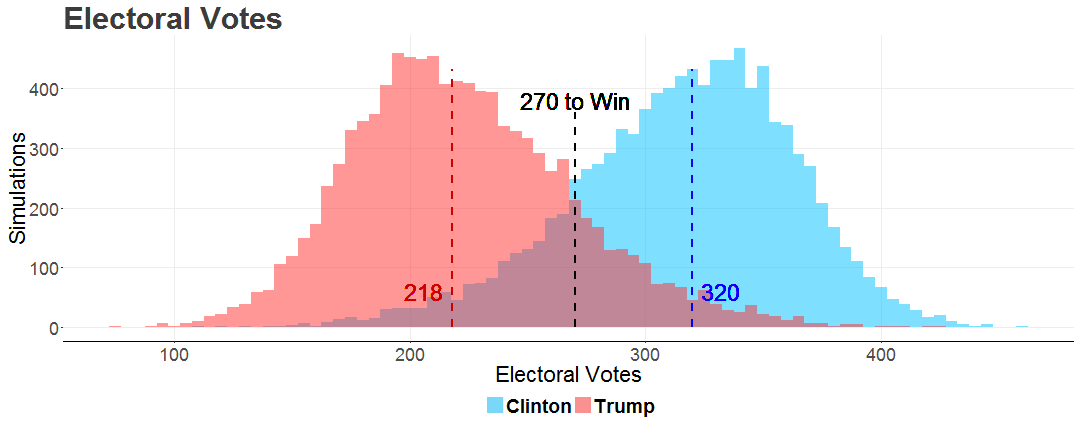 Electoral Votes
Simulations
400
300
200
100
0
270 to Win
218
320
100 200 300 400
Electoral Votes
Clinton Trump